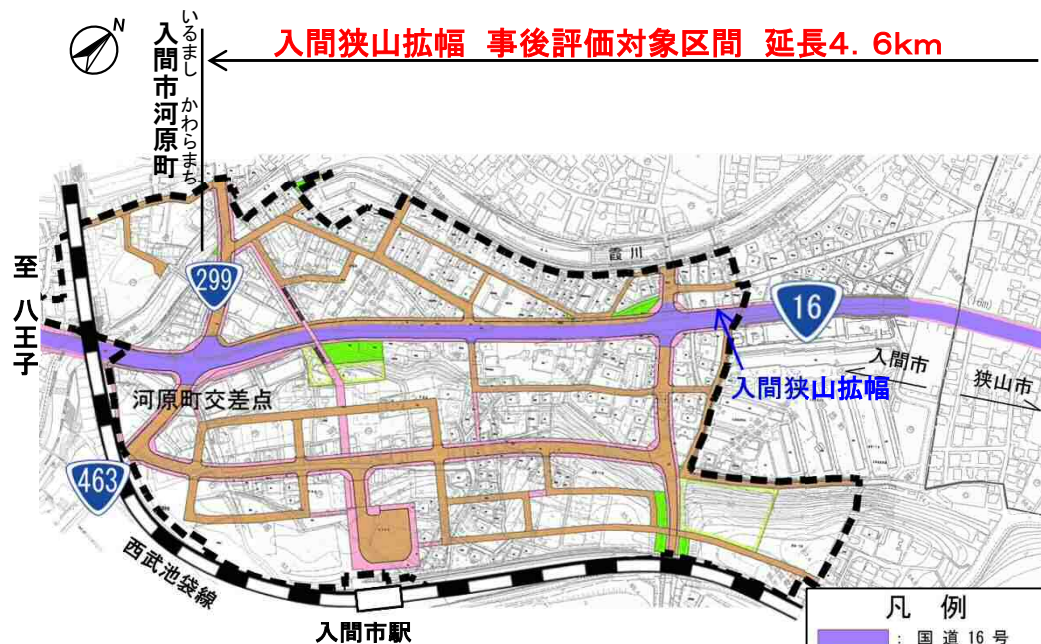 N
入間狭山拡幅 事後評価対象区間 延長4.6km
いるまし かわらまち
入間市河原町
霞川
299
16
至 八王子
入間市
狭山市
入間狭山拡幅
河原町交差点
463
西武池袋線
入間市駅
凡 例
：国道16号